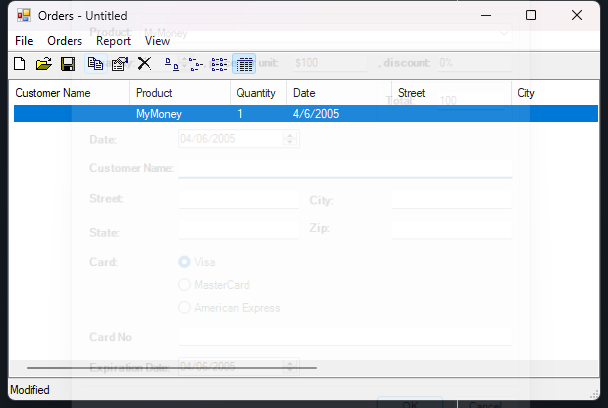 Orders - Untitled
Product: MyMoney
File Orders Report View
unit: $100 , discount: 0%
Customer Name Product Quantity Date Street City
Total: 100
MyMoney 1 4/6/2005
Date: 04/06/2005
Customer Name:
Street: City:
State: Zip:
Card: Visa
MasterCard
American Express
Card No
Expiration Date: 04/06/2005
Modified
OK Cancel